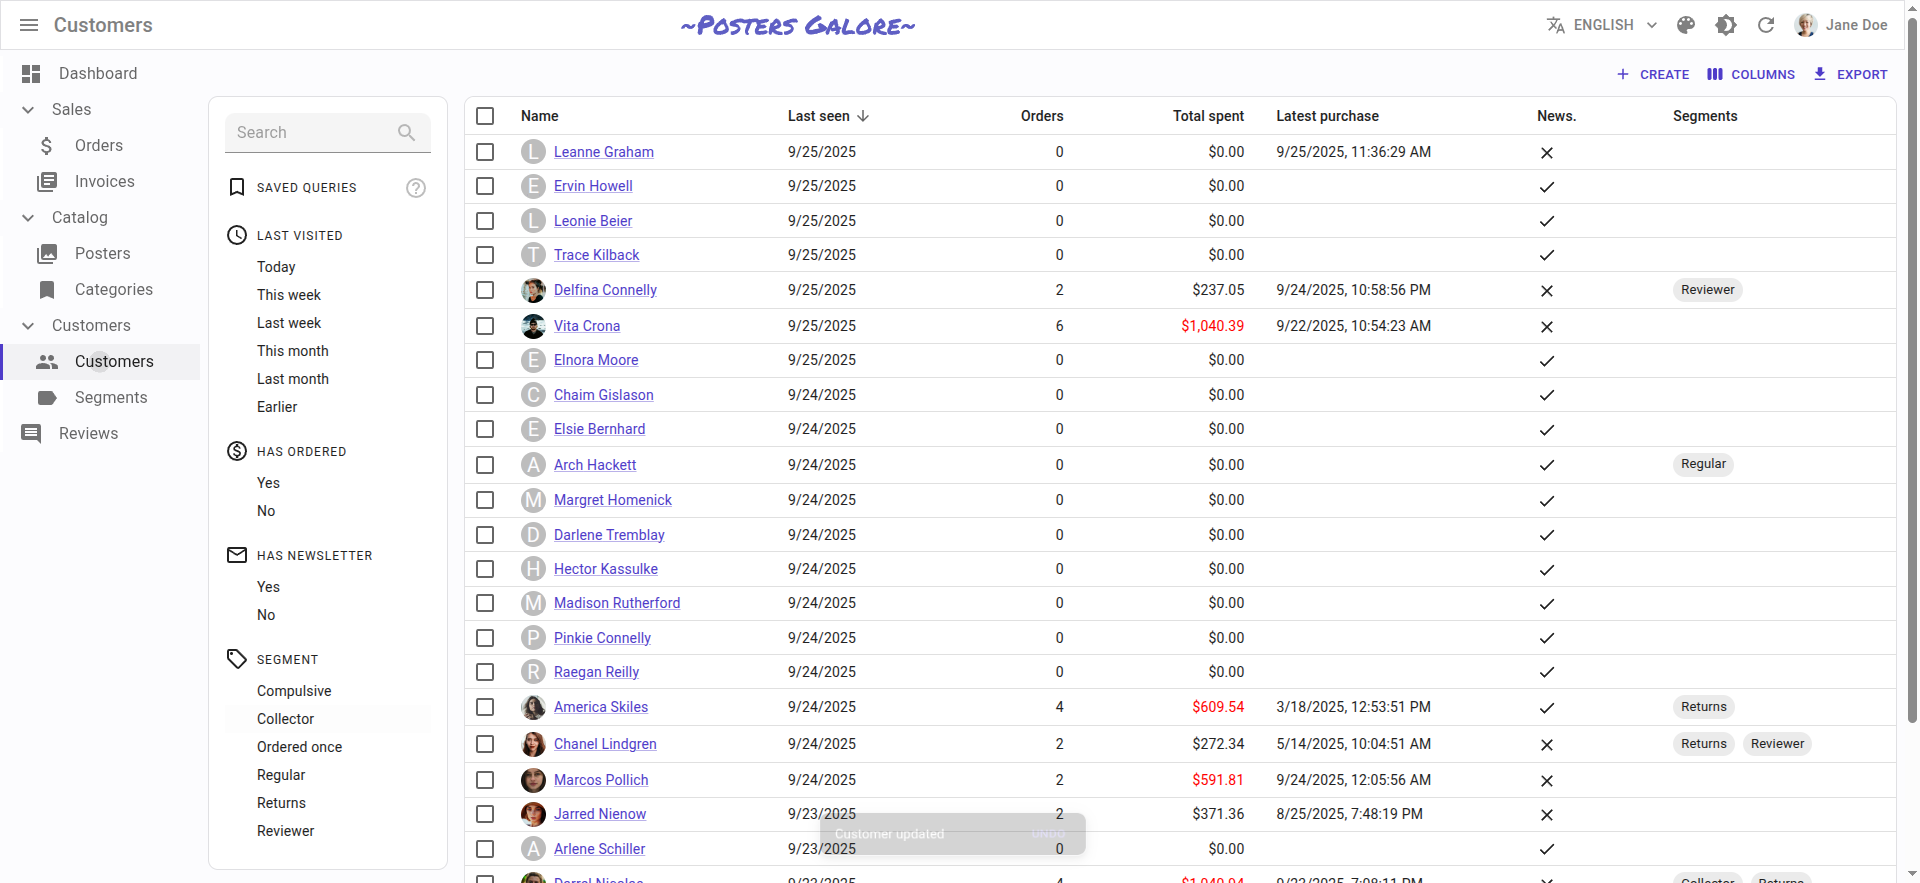 Customers
~Posters Galore~
ENGLISH
Jane Doe
Dashboard
Sales
Orders
Invoices
Catalog
Posters
Categories
Customers
Customers
Segments
Reviews
CREATE
COLUMNS
EXPORT
Search
SAVED QUERIES
LAST VISITED
Today
This week
Last week
This month
Last month
Earlier
HAS ORDERED
Yes
No
HAS NEWSLETTER
Yes
No
SEGMENT
Compulsive
Collector
Ordered once
Regular
Returns
Reviewer
Name Last seen Orders Total spent Latest purchase News. Segments
L Leanne Graham 9/25/2025 0 $0.00 9/25/2025, 11:36:29 AM
E Ervin Howell 9/25/2025 0 $0.00
L Leonie Beier 9/25/2025 0 $0.00
T Trace Kilback 9/25/2025 0 $0.00
Delfina Connelly 9/25/2025 2 $237.05 9/24/2025, 10:58:56 PM Reviewer
Vita Crona 9/25/2025 6 $1,040.39 9/22/2025, 10:54:23 AM
E Elnora Moore 9/25/2025 0 $0.00
C Chaim Gislason 9/24/2025 0 $0.00
E Elsie Bernhard 9/24/2025 0 $0.00
A Arch Hackett 9/24/2025 0 $0.00 Regular
M Margret Homenick 9/24/2025 0 $0.00
D Darlene Tremblay 9/24/2025 0 $0.00
H Hector Kassulke 9/24/2025 0 $0.00
M Madison Rutherford 9/24/2025 0 $0.00
P Pinkie Connelly 9/24/2025 0 $0.00
R Raegan Reilly 9/24/2025 0 $0.00
America Skiles 9/24/2025 4 $609.54 3/18/2025, 12:53:51 PM Returns
Chanel Lindgren 9/24/2025 2 $272.34 5/14/2025, 10:04:51 AM Returns Reviewer
Marcos Pollich 9/24/2025 2 $591.81 9/24/2025, 12:05:56 AM
Jarred Nienow 9/23/2025 2 $371.36 8/25/2025, 7:48:19 PM
Customer updated UNDO
A Arlene Schiller 9/23/2025 0 $0.00